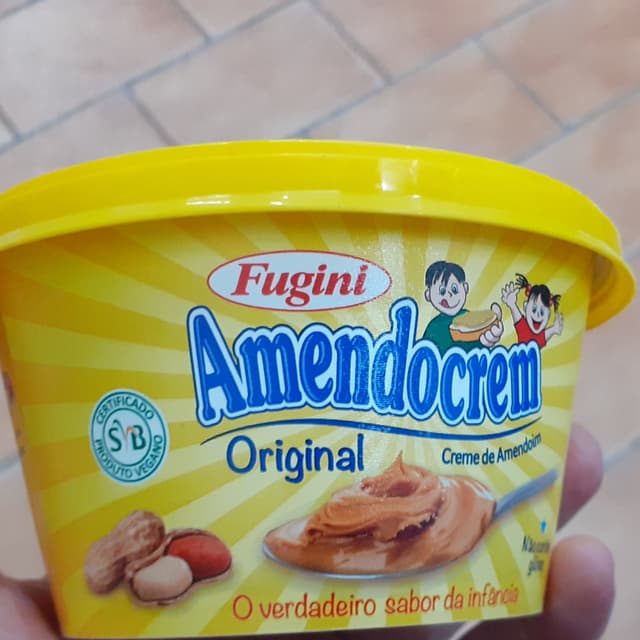 Fugini
Amendocrem
Original
Creme de Amendoim
CERTIFICADO
SVB
PRODUTO VEGANO
O verdadeiro sabor da infância